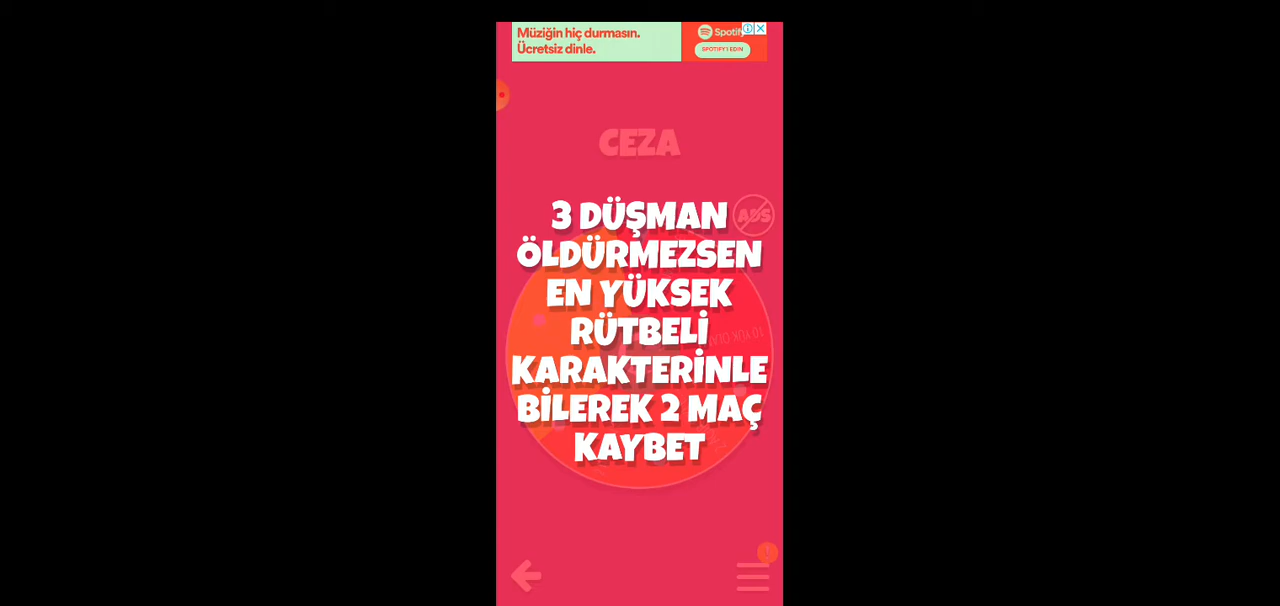 Müziğin hiç durmasın.
Ücretsiz dinle.
Spotify
SPOTIFY'I EDİN
CEZA
ADS
3 DÜŞMAN
ÖLDÜRMEZSEN
EN YÜKSEK
RÜTBELİ
KARAKTERİNLE
BİLEREK 2 MAÇ
KAYBET